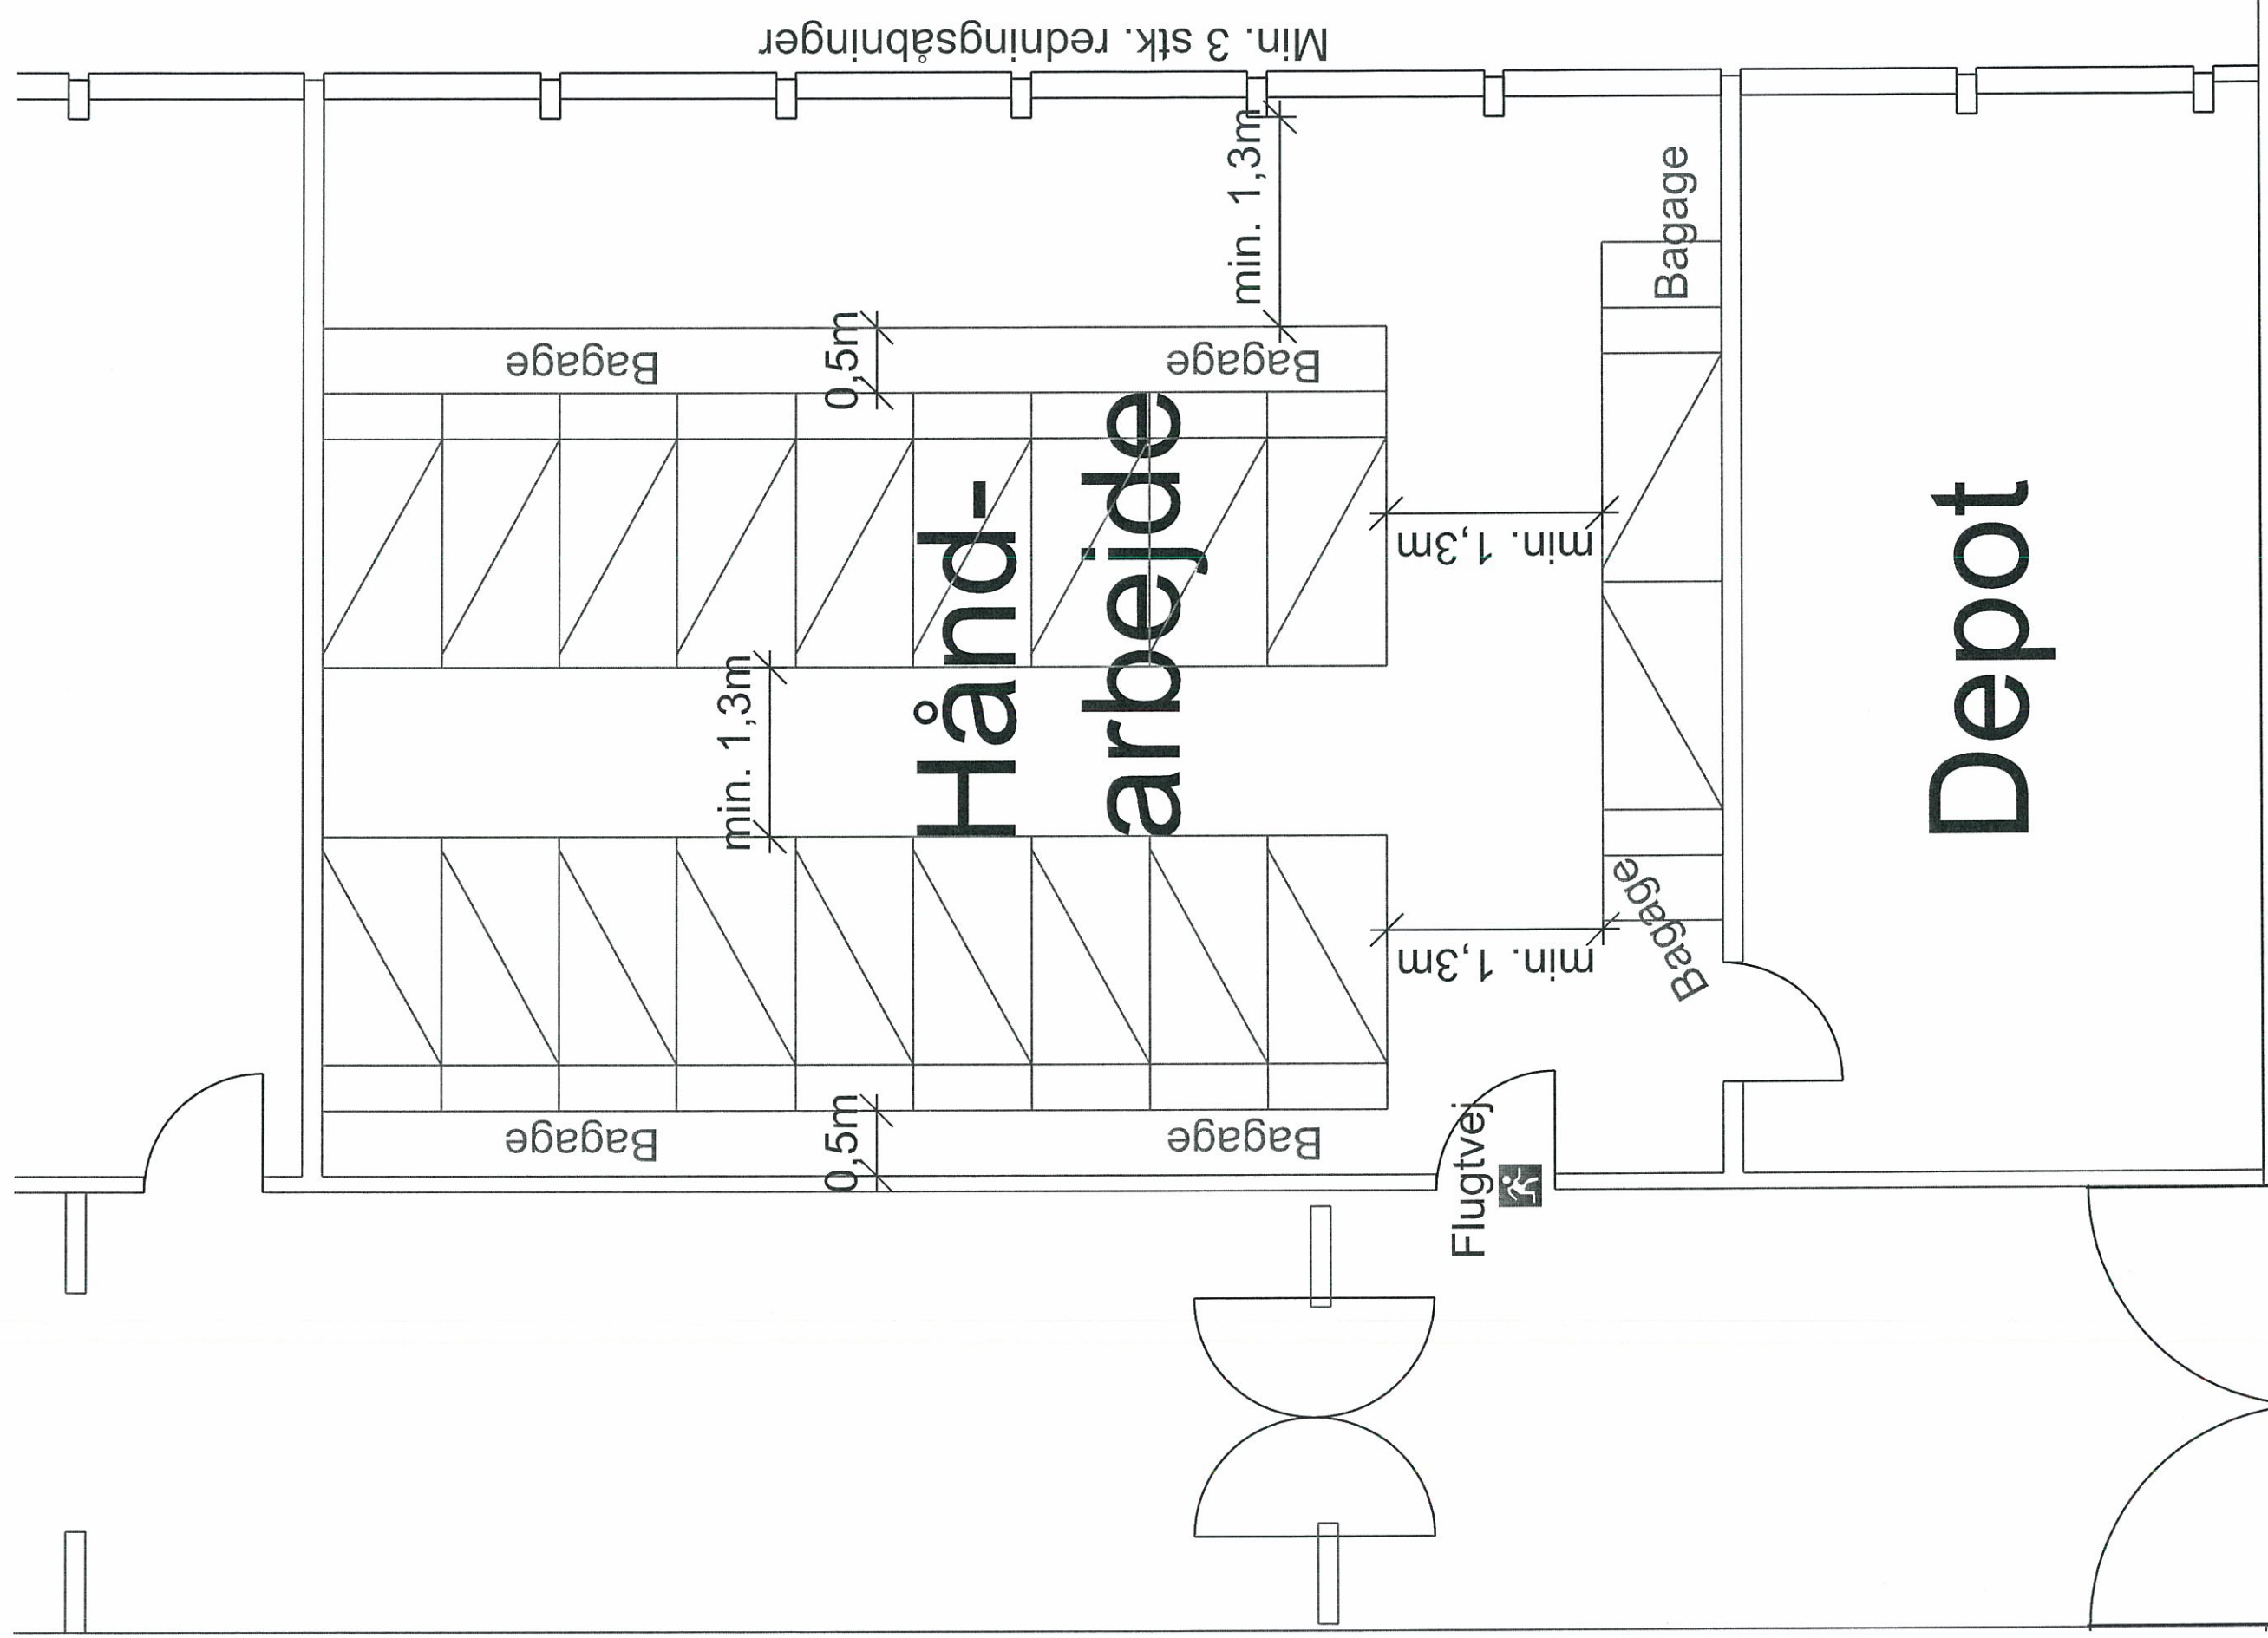 Min. 3 stk. redningsåbninger
min. 1,3m
Bagage
0,5m
Bagage
Bagage
min. 1,3m
Hånd-
arbejde
min. 1,3m
Depot
min. 1,3m
Bagage
Bagage
0,5m
Bagage
Flugtvej